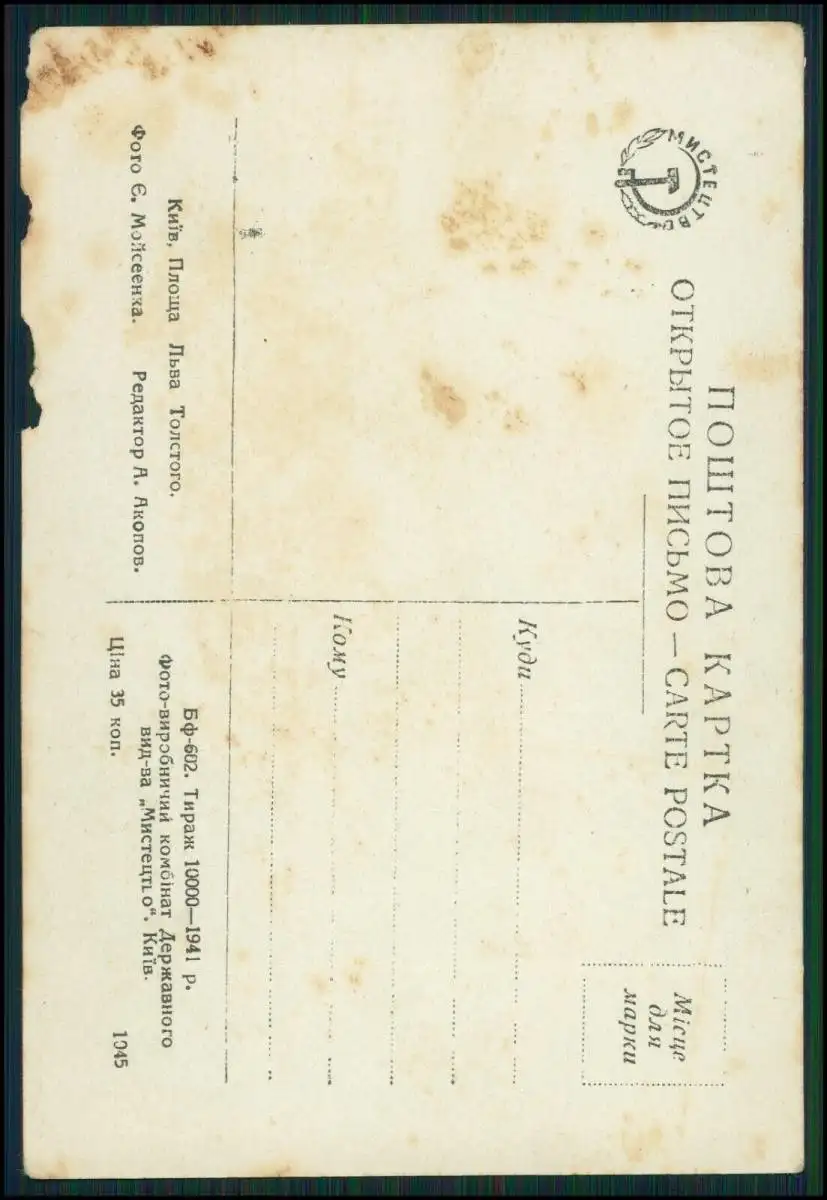 МИСТЕЦТВО
ПОШТОВА КАРТКА
ОТКРЫТОЕ ПИСЬМО — CARTE POSTALE
Місце
для
марки
Куди
Кому
Київ, Площа Льва Толстого.
Фото Є. Мойсеенка. Редактор А. Акопов.
Бф-602. Тираж 10000—1941 р.
Фото-виробничий комбінат Державного
вид-ва „Мистецтво“. Київ.
Ціна 35 коп.
1045